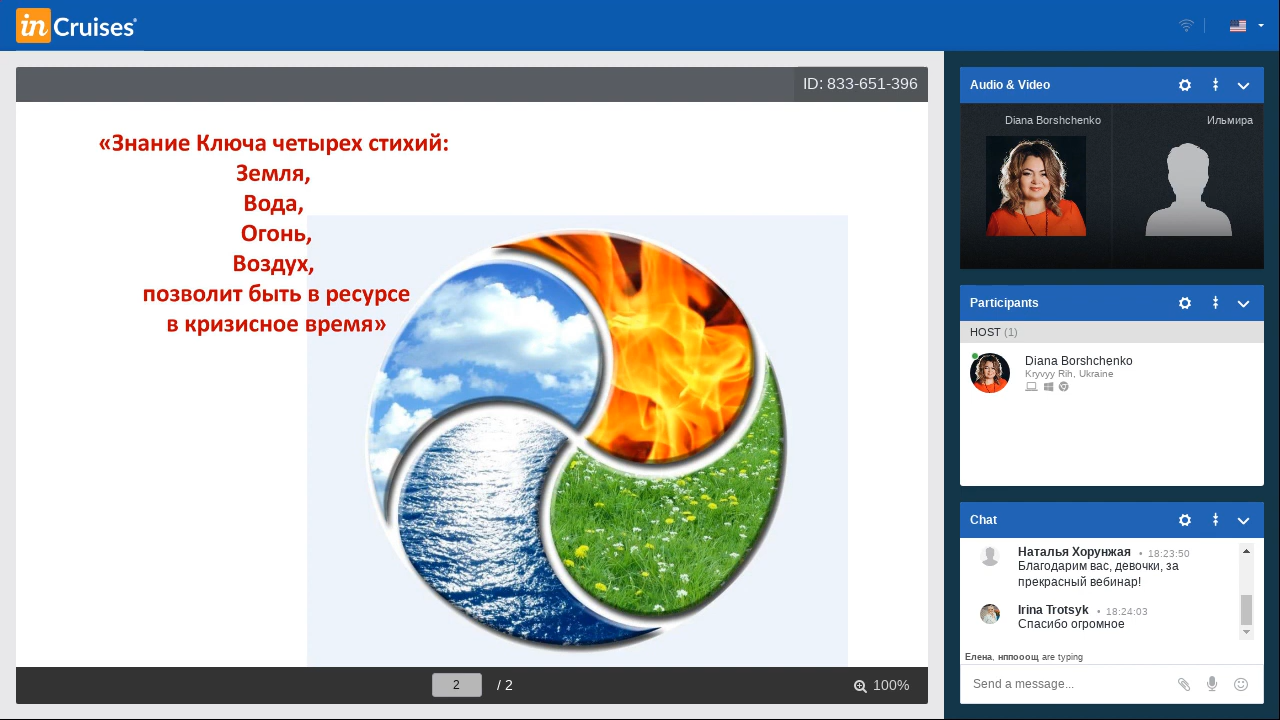 in Cruises
ID: 833-651-396
«Знание Ключа четырех стихий:
Земля,
Вода,
Огонь,
Воздух,
позволит быть в ресурсе
в кризисное время»
2 / 2
100%
Audio & Video
Diana Borshchenko
Ильмира
Participants
HOST (1)
Diana Borshchenko
Kryvyy Rih, Ukraine
Chat
Наталья Хорунжая • 18:23:50
Благодарим вас, девочки, за
прекрасный вебинар!
Irina Trotsyk • 18:24:03
Спасибо огромное
Елена, нппооощ are typing
Send a message...